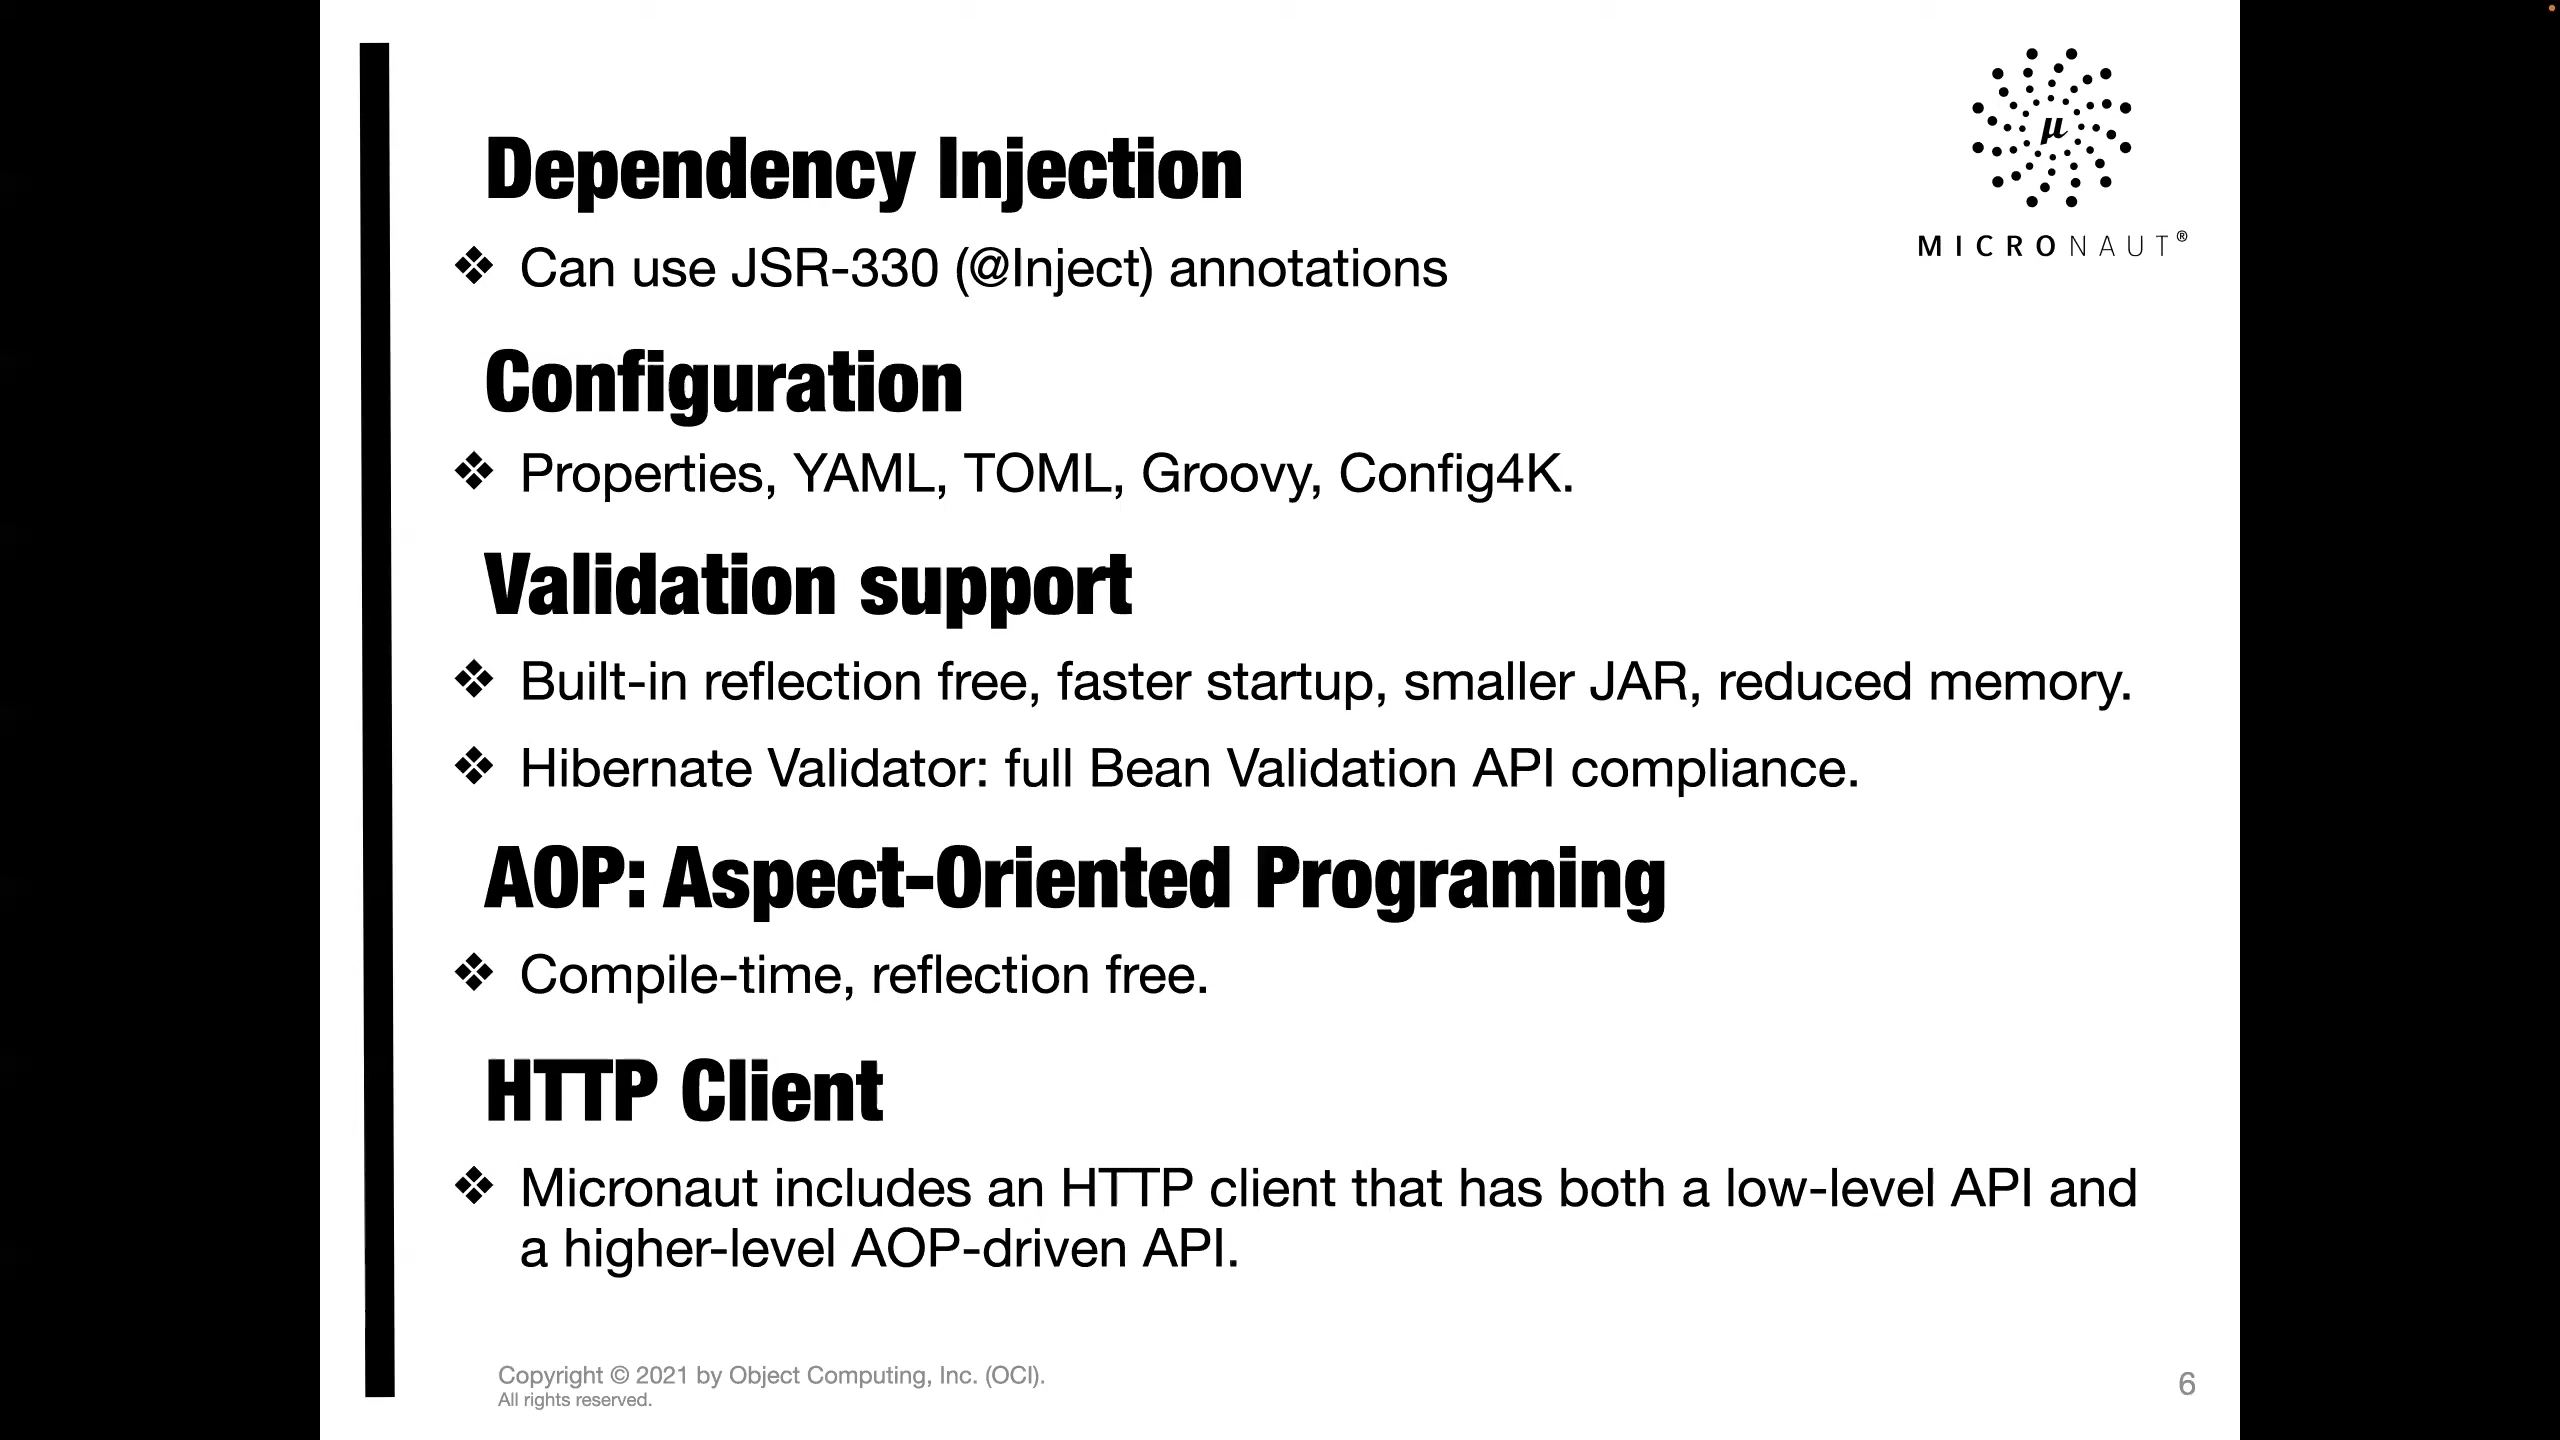 μ
MICRONAUT®
Dependency Injection
❖ Can use JSR-330 (@Inject) annotations
Configuration
❖ Properties, YAML, TOML, Groovy, Config4K.
Validation support
❖ Built-in reflection free, faster startup, smaller JAR, reduced memory.
❖ Hibernate Validator: full Bean Validation API compliance.
AOP: Aspect-Oriented Programing
❖ Compile-time, reflection free.
HTTP Client
❖ Micronaut includes an HTTP client that has both a low-level API and
a higher-level AOP-driven API.
Copyright © 2021 by Object Computing, Inc. (OCI).
All rights reserved.
6